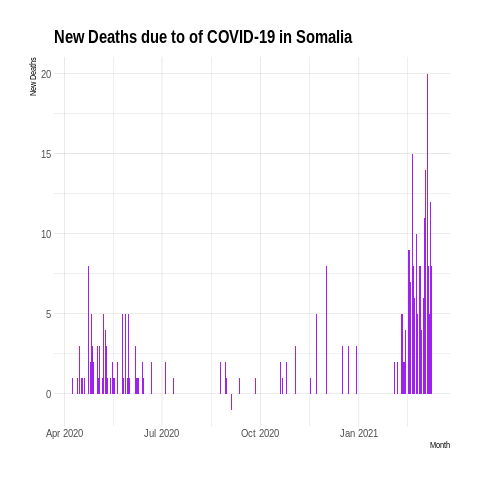 New Deaths due to of COVID-19 in Somalia
New Deaths
20
15
10
5
0
Apr 2020 Jul 2020 Oct 2020 Jan 2021
Month